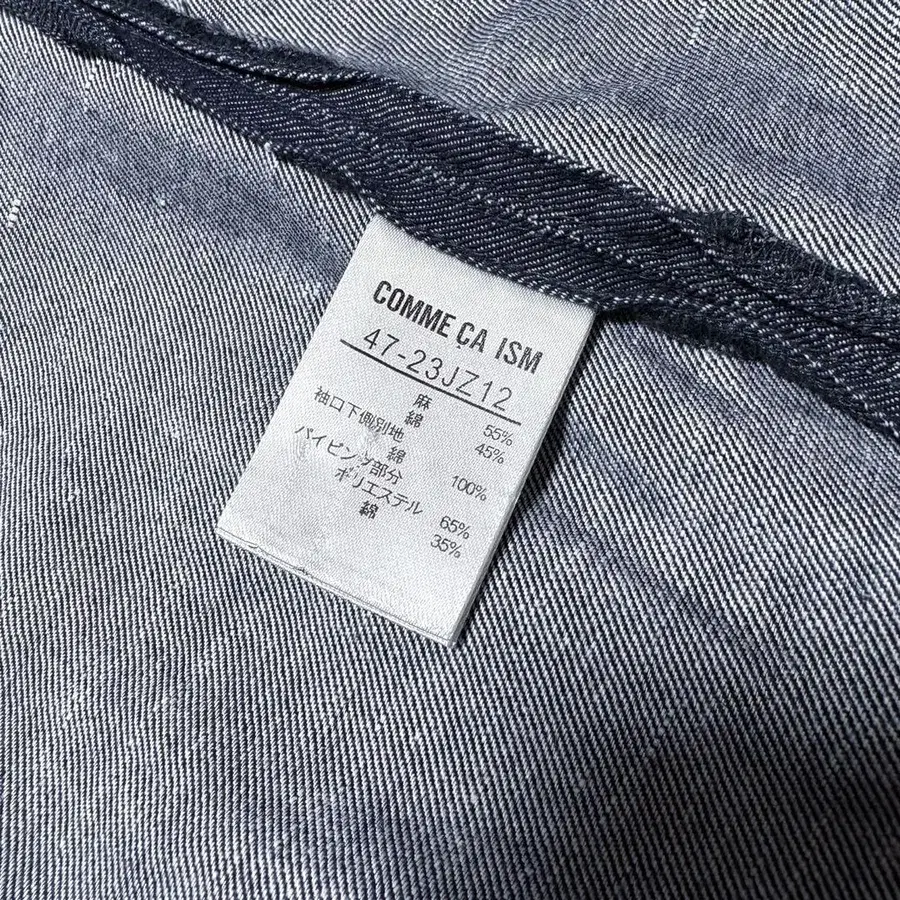 COMME CA ISM
47-23JZ12
麻 55%
綿 45%
袖口下側別地
綿 100%
パイピング部分
ポリエステル 65%
綿 35%